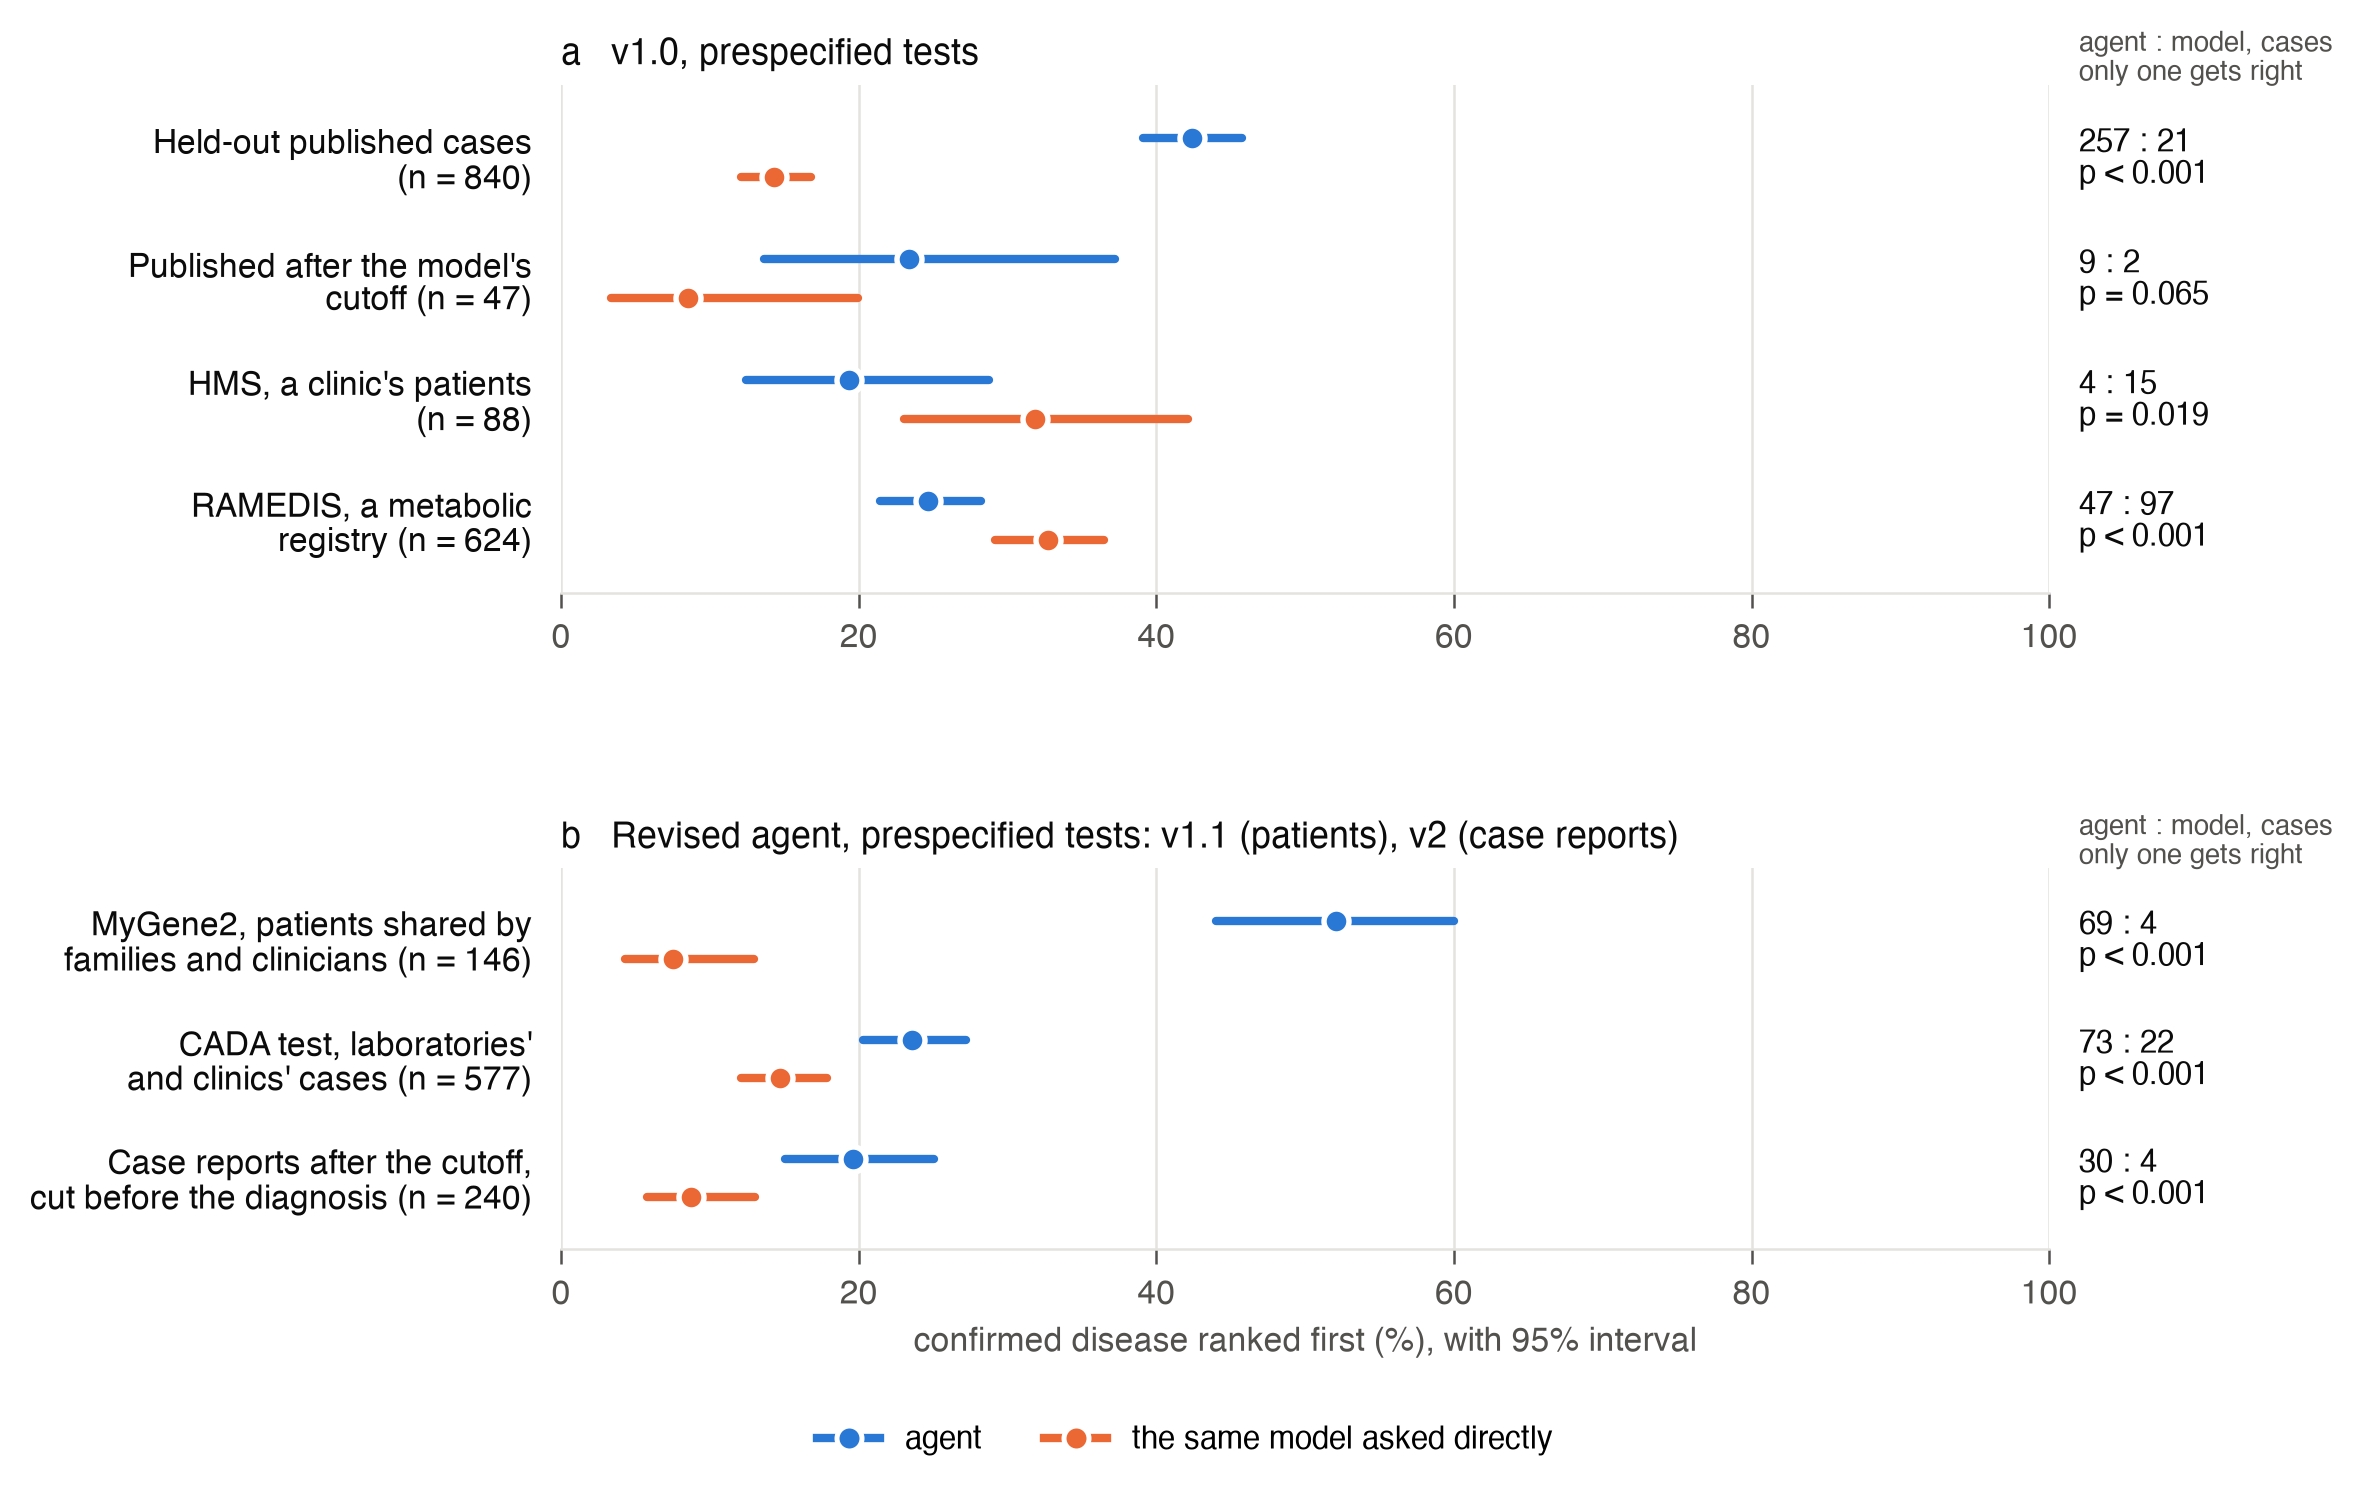 a v1.0, prespecified tests
agent : model, cases
only one gets right
Held-out published cases
(n = 840)
257 : 21
p < 0.001
Published after the model's
cutoff (n = 47)
9 : 2
p = 0.065
HMS, a clinic's patients
(n = 88)
4 : 15
p = 0.019
RAMEDIS, a metabolic
registry (n = 624)
47 : 97
p < 0.001
0 20 40 60 80 100
b Revised agent, prespecified tests: v1.1 (patients), v2 (case reports)
agent : model, cases
only one gets right
MyGene2, patients shared by
families and clinicians (n = 146)
69 : 4
p < 0.001
CADA test, laboratories'
and clinics' cases (n = 577)
73 : 22
p < 0.001
Case reports after the cutoff,
cut before the diagnosis (n = 240)
30 : 4
p < 0.001
0 20 40 60 80 100
confirmed disease ranked first (%), with 95% interval
agent the same model asked directly